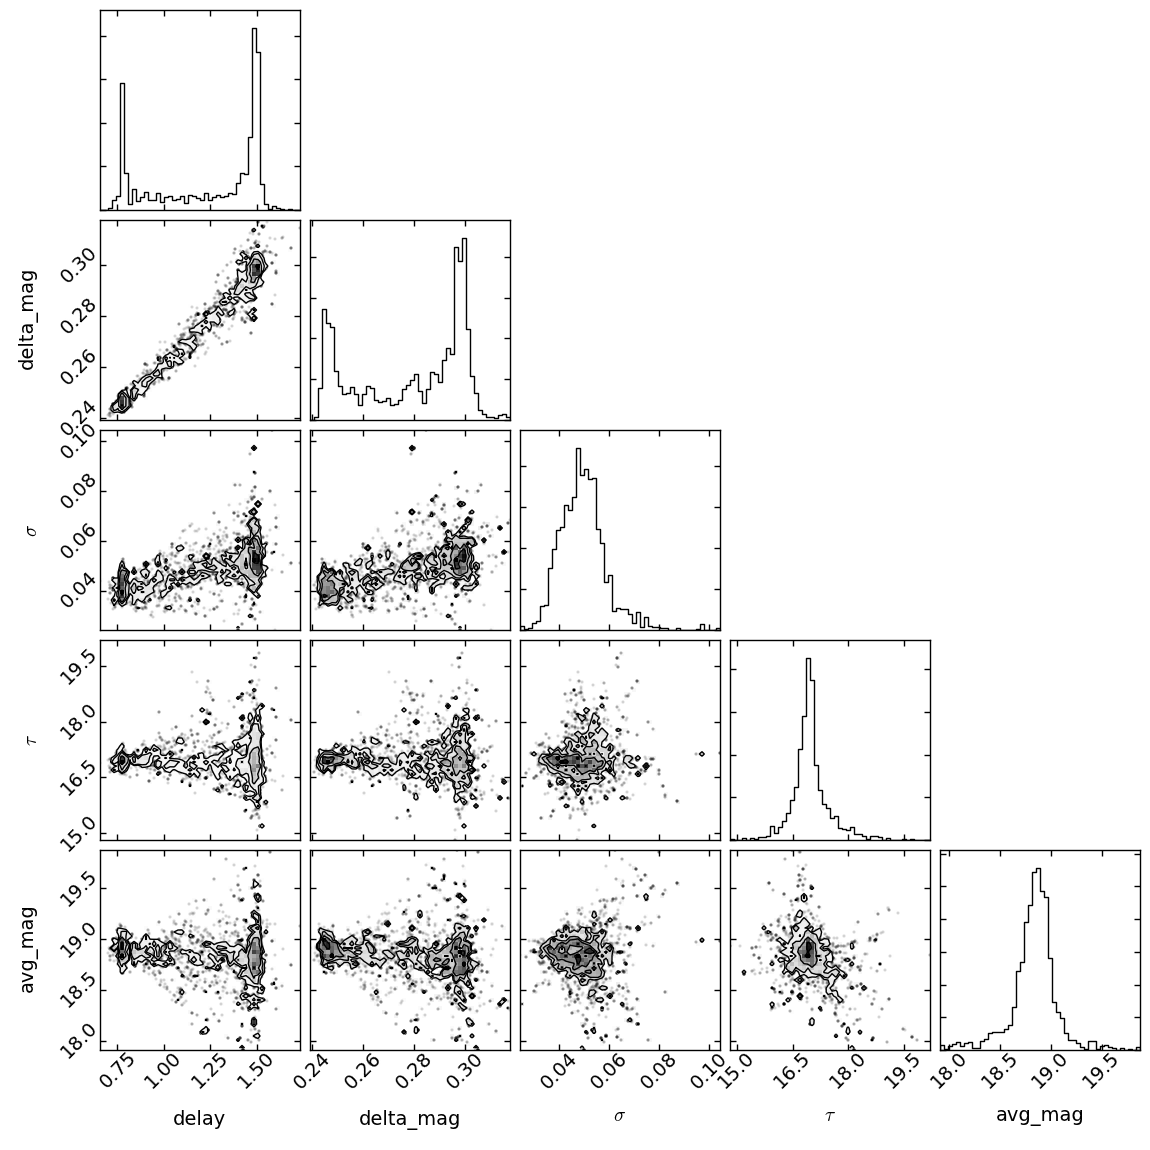 delta_mag
0.30
0.28
0.26
0.24
σ
0.10
0.08
0.06
0.04
τ
19.5
18.0
16.5
15.0
avg_mag
19.5
19.0
18.5
18.0
0.75 1.00 1.25 1.50
0.24 0.26 0.28 0.30
0.04 0.06 0.08 0.10
15.0 16.5 18.0 19.5
18.0 18.5 19.0 19.5
delay delta_mag σ τ avg_mag